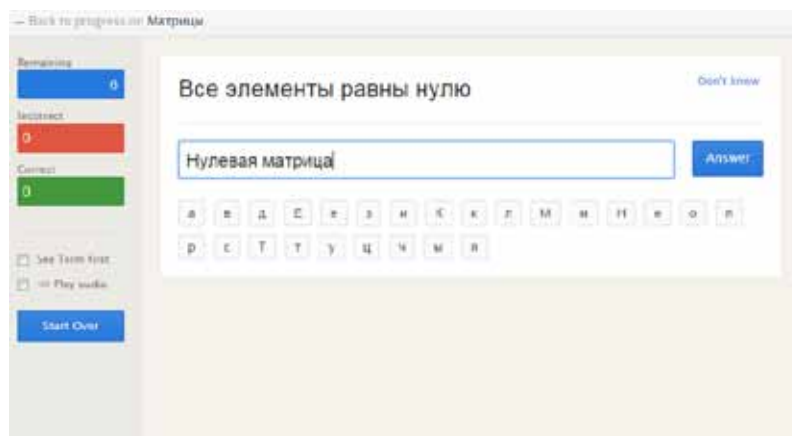 ← Back to progress on Матрицы
Remaining
0
Incorrect
0
Correct
0
See Term first
Play audio
Start Over
Все элементы равны нулю
Don't know
Нулевая матрица
Answer
а в д Е е з и К к л М м Н о п
р с Т т у ц ч ы я